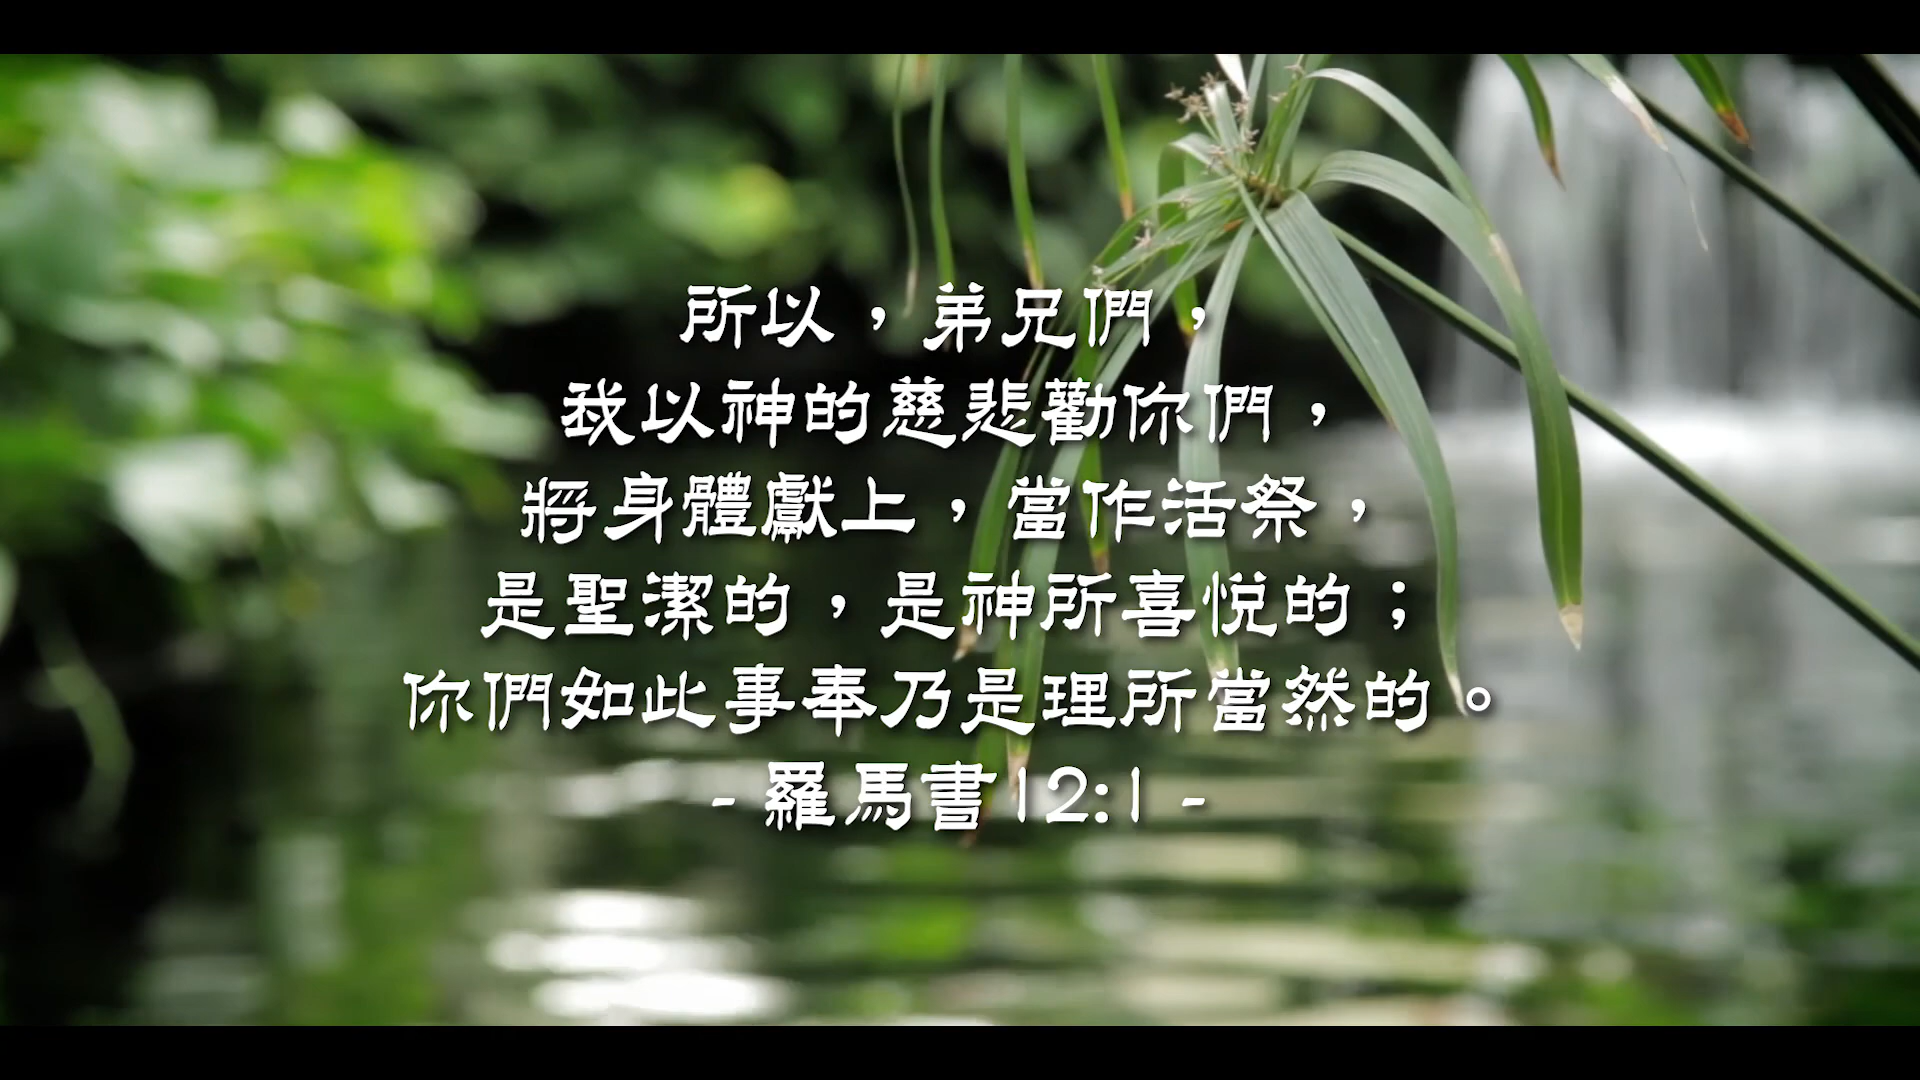 所以，弟兄們，
我以神的慈悲勸你們，
將身體獻上，當作活祭，
是聖潔的，是神所喜悅的；
你們如此事奉乃是理所當然的。
- 羅馬書12:1 -